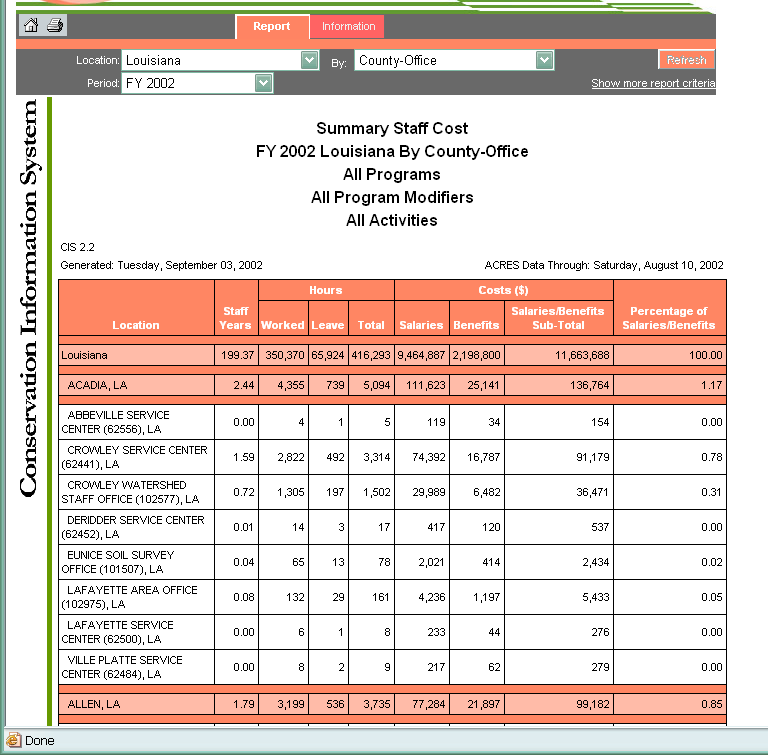 Report Information
Location: Louisiana By: County-Office Refresh
Period: FY 2002 Show more report criteria
Conservation Information System
Summary Staff Cost
FY 2002 Louisiana By County-Office
All Programs
All Program Modifiers
All Activities
CIS 2.2
Generated: Tuesday, September 03, 2002 ACRES Data Through: Saturday, August 10, 2002
Hours Costs ($)
Location Staff Years Worked Leave Total Salaries Benefits Salaries/Benefits Sub-Total Percentage of Salaries/Benefits
Louisiana 199.37 350,370 65,924 416,293 9,464,887 2,198,800 11,663,688 100.00
ACADIA, LA 2.44 4,355 739 5,094 111,623 25,141 136,764 1.17
ABBEVILLE SERVICE
CENTER (62556), LA 0.00 4 1 5 119 34 154 0.00
CROWLEY SERVICE CENTER
(62441), LA 1.59 2,822 492 3,314 74,392 16,787 91,179 0.78
CROWLEY WATERSHED
STAFF OFFICE (102577), LA 0.72 1,305 197 1,502 29,989 6,482 36,471 0.31
DERIDDER SERVICE CENTER
(62452), LA 0.01 14 3 17 417 120 537 0.00
EUNICE SOIL SURVEY
OFFICE (101507), LA 0.04 65 13 78 2,021 414 2,434 0.02
LAFAYETTE AREA OFFICE
(102975), LA 0.08 132 29 161 4,236 1,197 5,433 0.05
LAFAYETTE SERVICE
CENTER (62500), LA 0.00 6 1 8 233 44 276 0.00
VILLE PLATTE SERVICE
CENTER (62484), LA 0.00 8 2 9 217 62 279 0.00
ALLEN, LA 1.79 3,199 536 3,735 77,284 21,897 99,182 0.85
Done